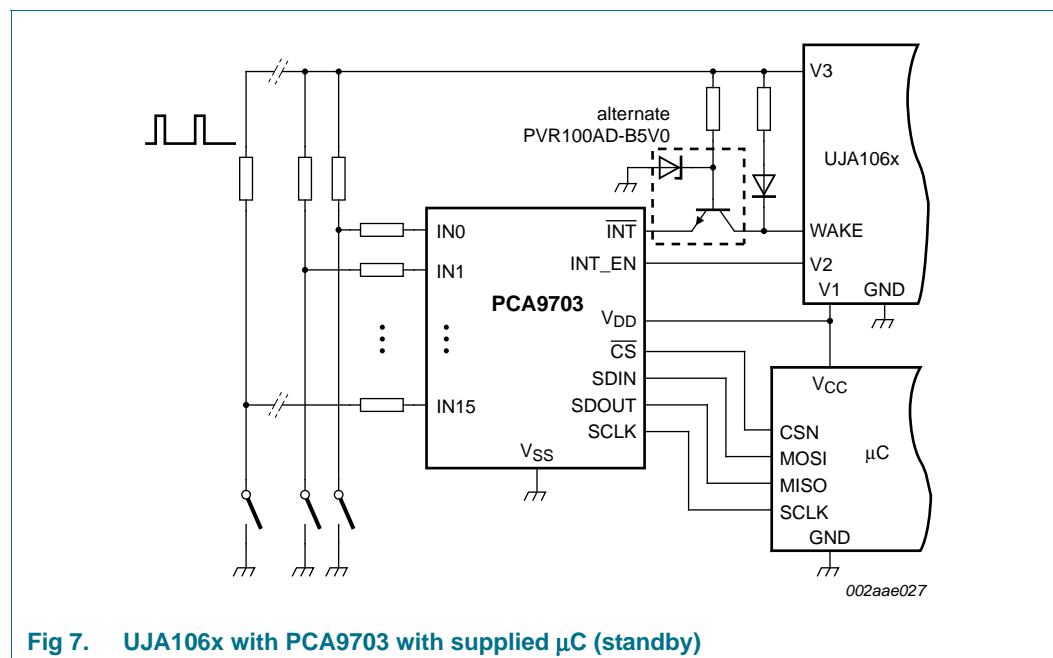 V3
alternate
PVR100AD-B5V0
UJA106x
IN0
INT
WAKE
IN1
INT_EN
V2
PCA9703
V1
GND
VDD
CS
VCC
SDIN
IN15
SDOUT
CSN
SCLK
μC
VSS
MOSI
MISO
SCLK
GND
002aae027
Fig 7. UJA106x with PCA9703 with supplied μC (standby)